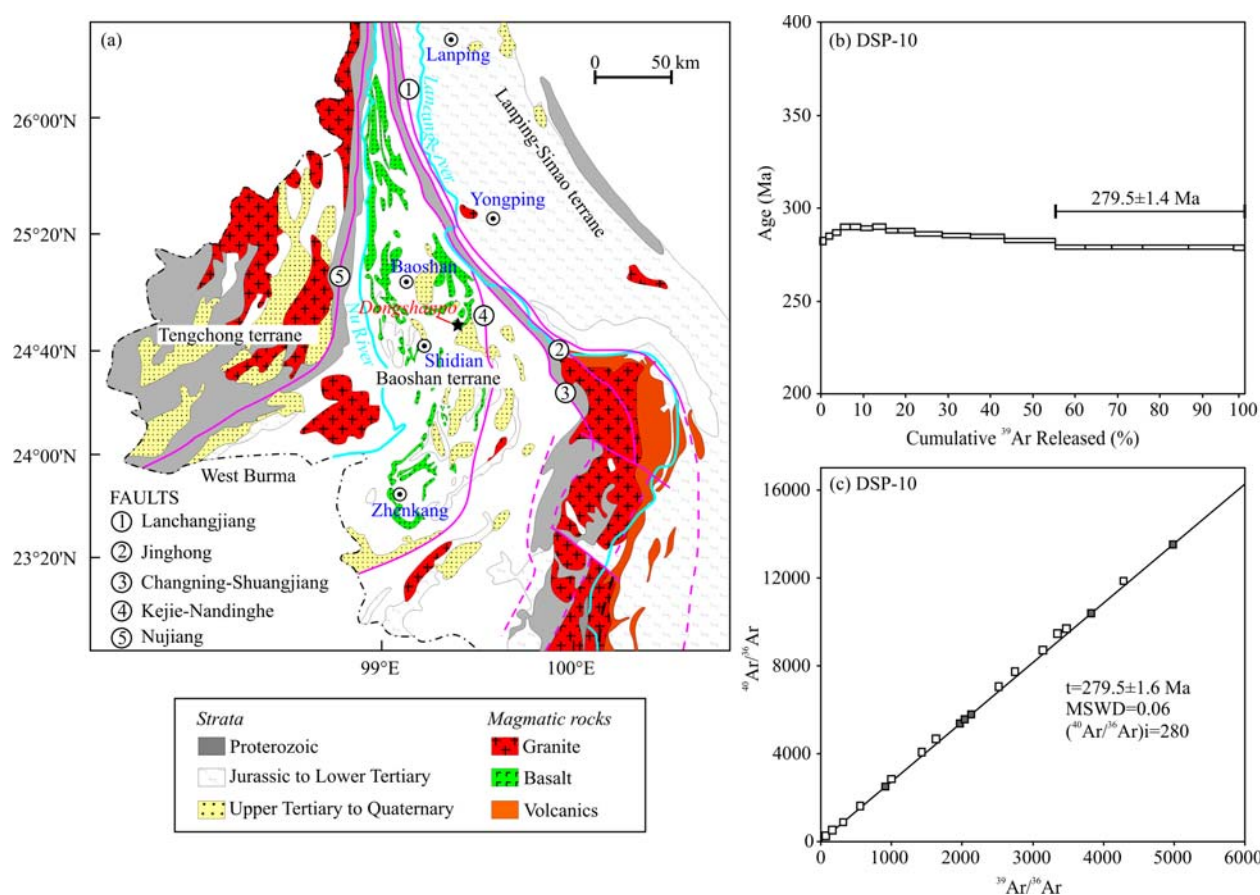 (a)
Lanping
0 50 km
1
Lancang River
26°00'N
Lanping-Simao terrane
Yongping
25°20'N
Baoshan
5
Dongshanpo
4
Tengchong terrane
Nu River
24°40'N
2
Shidian
Baoshan terrane
3
24°00'N
West Burma
FAULTS
Zhenkang
1 Lanchangjiang
2 Jinghong
23°20'N
3 Changning-Shuangjiang
4 Kejie-Nandinghe
5 Nujiang
99°E 100°E
Strata Magmatic rocks
Proterozoic Granite
Jurassic to Lower Tertiary Basalt
Upper Tertiary to Quaternary Volcanics
400
(b) DSP-10
350
279.5±1.4 Ma
Age (Ma)
300
250
200
0 10 20 30 40 50 60 70 80 90 100
Cumulative ³⁹Ar Released (%)
16000
(c) DSP-10
12000
⁴⁰Ar/³⁶Ar
8000
t=279.5±1.6 Ma
MSWD=0.06
(⁴⁰Ar/³⁶Ar)i=280
4000
0
0 1000 2000 3000 4000 5000 6000
³⁹Ar/³⁶Ar